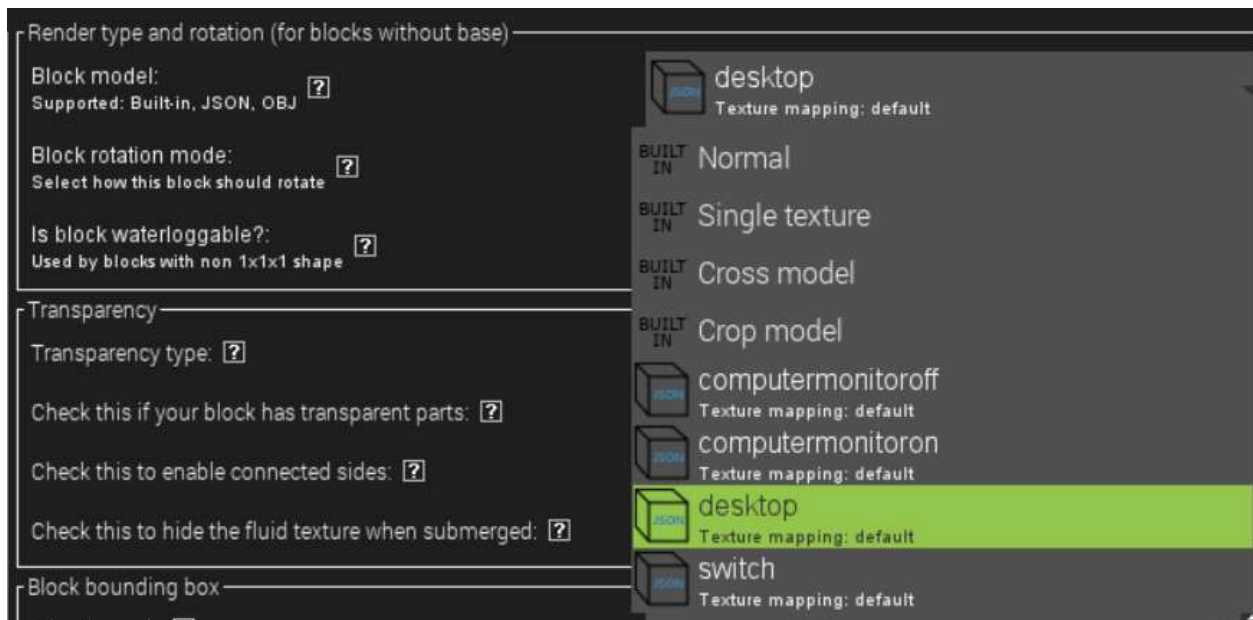 Render type and rotation (for blocks without base)
Block model: ?
Supported: Built-in, JSON, OBJ
Block rotation mode: ?
Select how this block should rotate
Is block waterloggable?: ?
Used by blocks with non 1x1x1 shape
Transparency
Transparency type: ?
Check this if your block has transparent parts: ?
Check this to enable connected sides: ?
Check this to hide the fluid texture when submerged: ?
Block bounding box
JSON
desktop
Texture mapping: default
BUILT IN Normal
BUILT IN Single texture
BUILT IN Cross model
BUILT IN Crop model
JSON
computermonitoroff
Texture mapping: default
JSON
computermonitoron
Texture mapping: default
JSON
desktop
Texture mapping: default
JSON
switch
Texture mapping: default